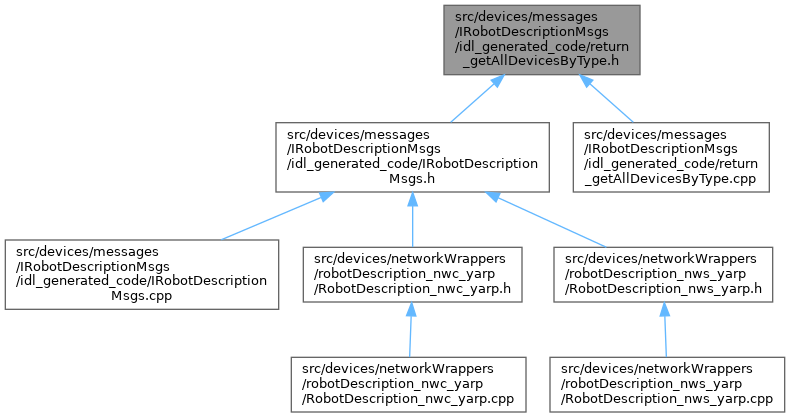 src/devices/messages
/IRobotDescriptionMsgs
/idl_generated_code/return
_getAllDevicesByType.h
src/devices/messages
/IRobotDescriptionMsgs
/idl_generated_code/IRobotDescription
Msgs.h
src/devices/messages
/IRobotDescriptionMsgs
/idl_generated_code/return
_getAllDevicesByType.cpp
src/devices/messages
/IRobotDescriptionMsgs
/idl_generated_code/IRobotDescription
Msgs.cpp
src/devices/networkWrappers
/robotDescription_nwc_yarp
/RobotDescription_nwc_yarp.h
src/devices/networkWrappers
/robotDescription_nws_yarp
/RobotDescription_nws_yarp.h
src/devices/networkWrappers
/robotDescription_nwc_yarp
/RobotDescription_nwc_yarp.cpp
src/devices/networkWrappers
/robotDescription_nws_yarp
/RobotDescription_nws_yarp.cpp